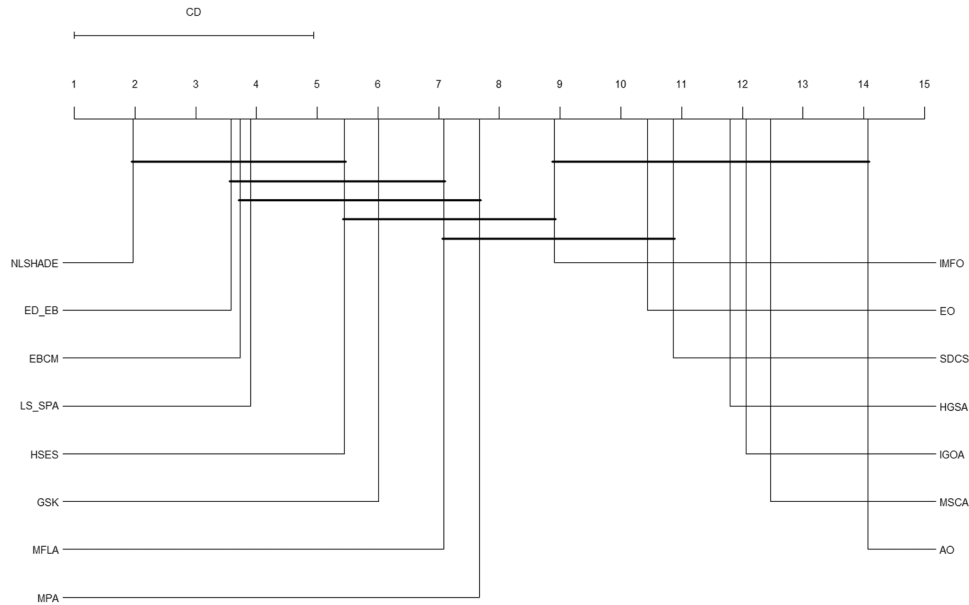 CD
1 2 3 4 5 6 7 8 9 10 11 12 13 14 15
NLSHADE IMFO
ED_EB EO
EBCM SDCS
LS_SPA HGSA
HSES IGOA
GSK MSCA
MFLA AO
MPA